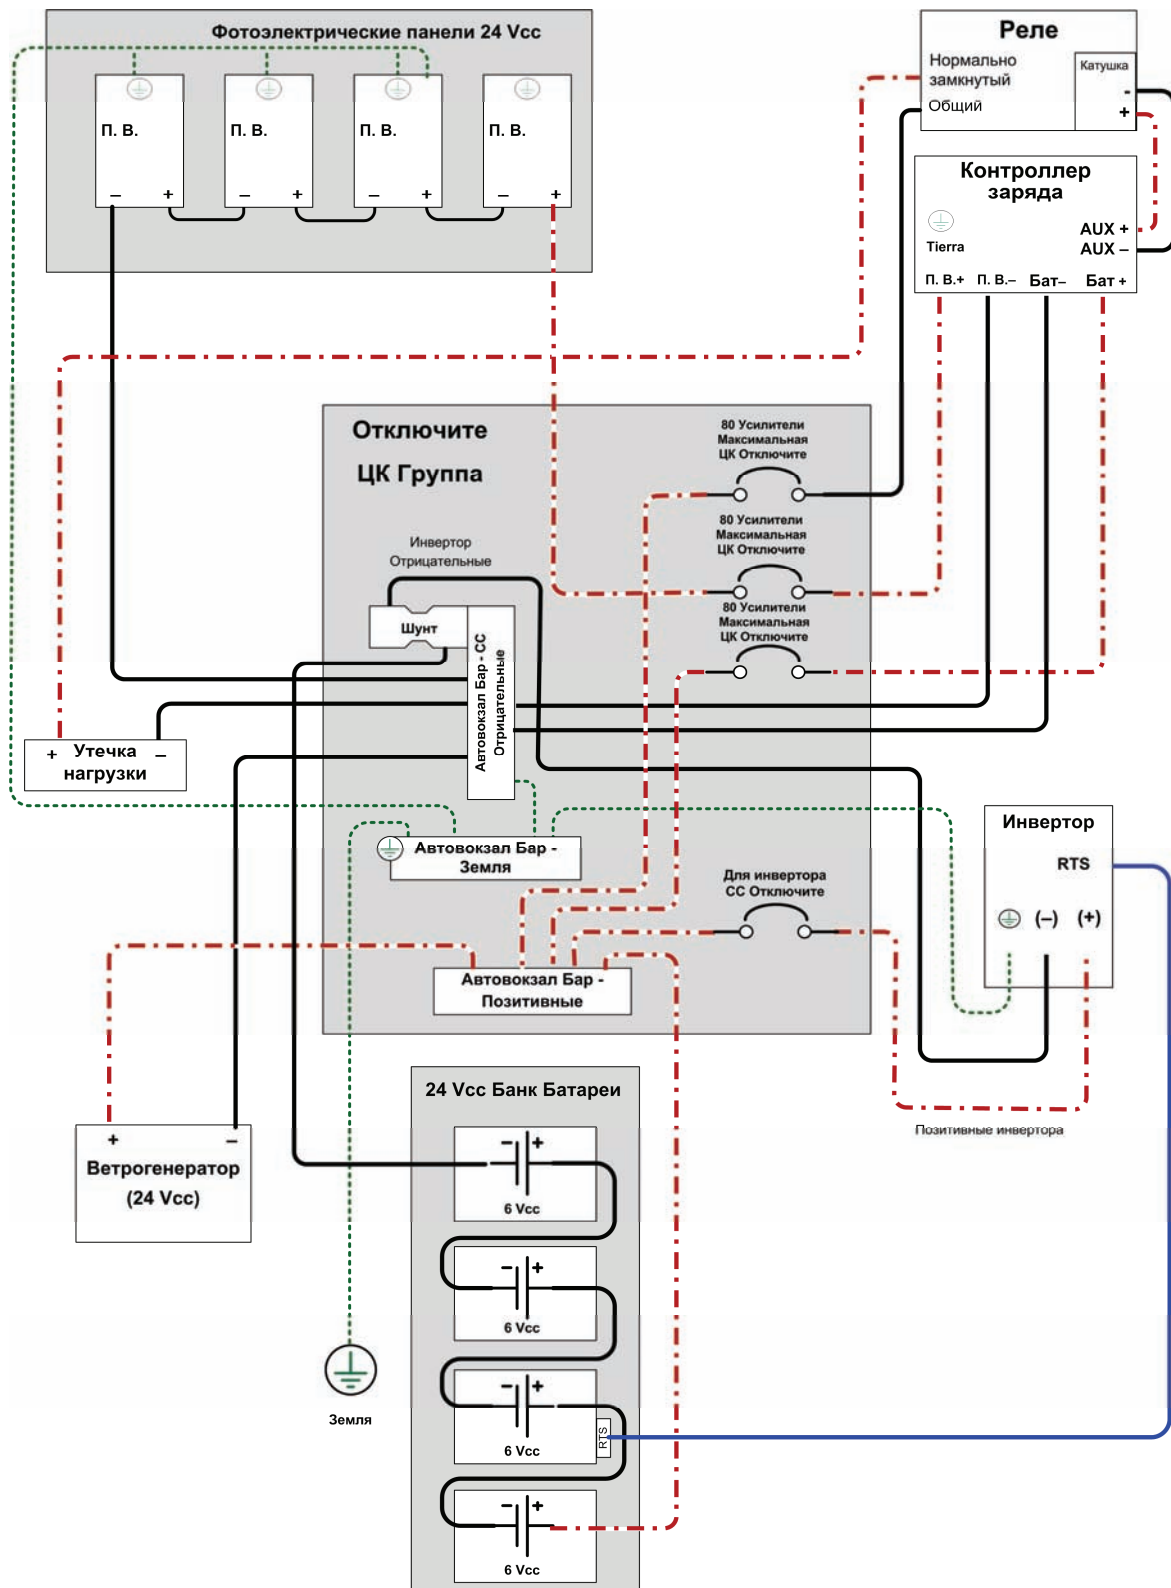 Фотоэлектрические панели 24 Vcc
П. В.
П. В.
П. В.
П. В.
– +
– +
– +
– +
Реле
Нормально
замкнутый
Общий
Катушка
-
+
Контроллер
заряда
Tierra
AUX +
AUX –
П. В.+ П. В.– Бат– Бат +
Отключите
ЦК Группа
80 Усилители
Максимальная
ЦК Отключите
80 Усилители
Максимальная
ЦК Отключите
80 Усилители
Максимальная
ЦК Отключите
Инвертор
Отрицательные
Шунт
Автовокзал Бар - СС
Отрицательные
+ Утечка –
нагрузки
Автовокзал Бар -
Земля
Для инвертора
СС Отключите
Автовокзал Бар -
Позитивные
Инвертор
RTS
(–) (+)
Позитивные инвертора
+ –
Ветрогенератор
(24 Vcc)
Земля
24 Vcc Банк Батареи
– +
6 Vcc
– +
6 Vcc
– +
6 Vcc
RTS
– +
6 Vcc